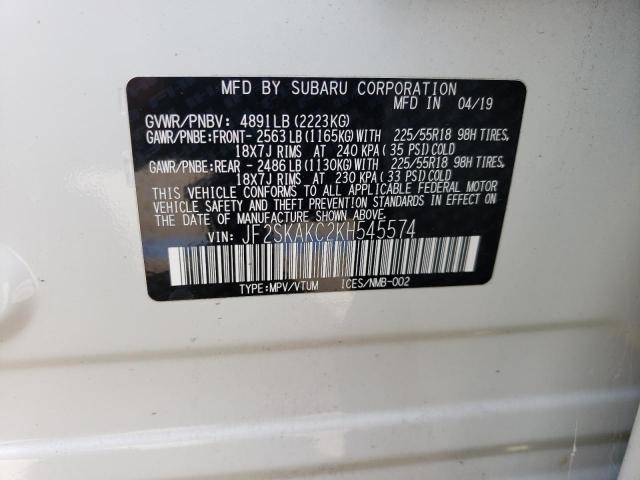 MFD BY SUBARU CORPORATION
MFD IN 04/19
GVWR/PNBV: 4891LB(2223KG)
GAWR/PNBE:FRONT- 2563LB(1165KG)WITH 225/55R18 98H TIRES,
18X7J RIMS AT 240 KPA(35 PSI)COLD
GAWR/PNBE:REAR - 2486LB(1130KG)WITH 225/55R18 98H TIRES,
18X7J RIMS AT 230 KPA(33 PSI)COLD
THIS VEHICLE CONFORMS TO ALL APPLICABLE FEDERAL MOTOR
VEHICLE SAFETY AND THEFT PREVENTION STANDARDS IN EFFECT ON
THE DATE OF MANUFACTURE SHOWN ABOVE.
VIN: JF2SKAKC2KH545574
TYPE:MPV/VTUM ICES/NMB-002